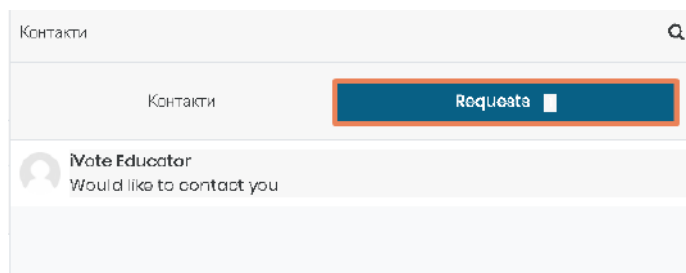 Контакти
Контакти
Requests
iVote Educator
Would like to contact you